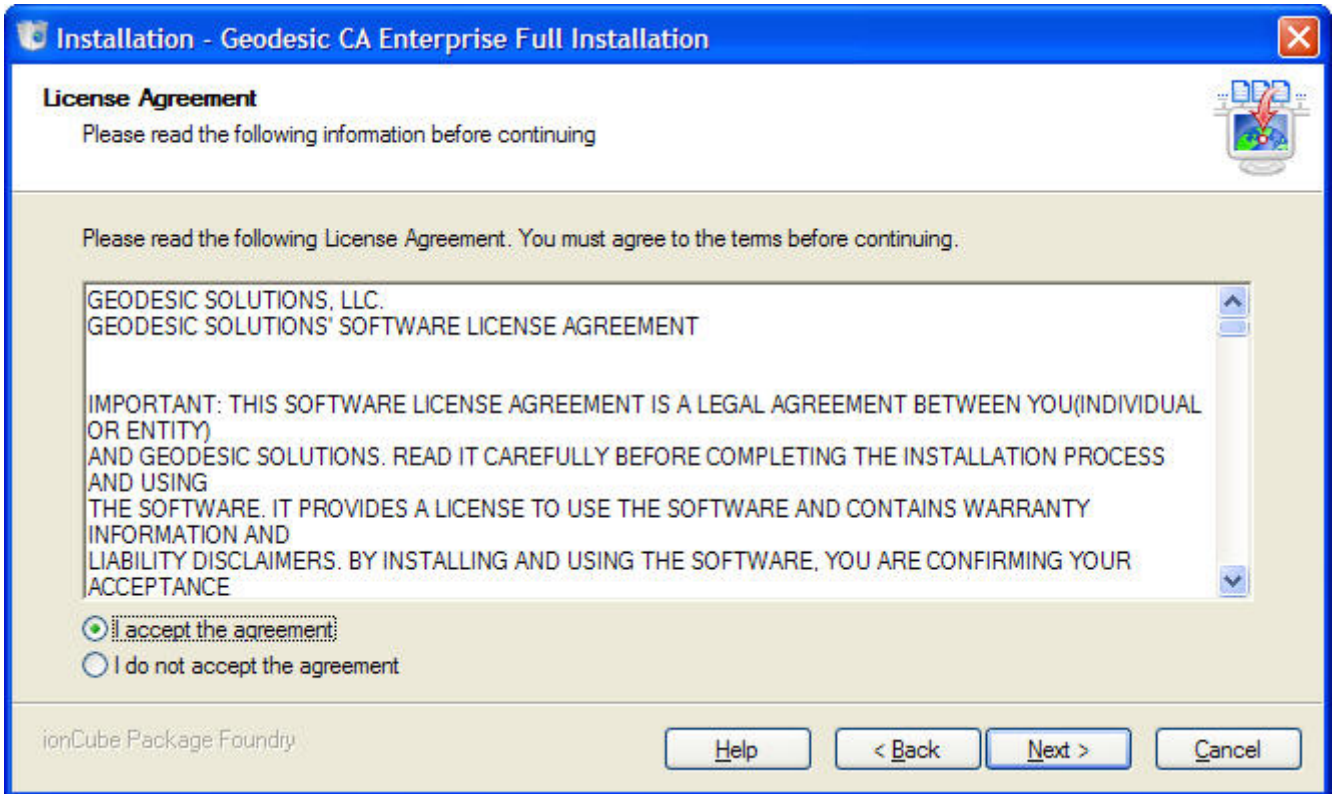 Installation - Geodesic CA Enterprise Full Installation
License Agreement
Please read the following information before continuing
Please read the following License Agreement. You must agree to the terms before continuing.
GEODESIC SOLUTIONS, LLC.
GEODESIC SOLUTIONS' SOFTWARE LICENSE AGREEMENT
IMPORTANT: THIS SOFTWARE LICENSE AGREEMENT IS A LEGAL AGREEMENT BETWEEN YOU(INDIVIDUAL
OR ENTITY)
AND GEODESIC SOLUTIONS. READ IT CAREFULLY BEFORE COMPLETING THE INSTALLATION PROCESS
AND USING
THE SOFTWARE. IT PROVIDES A LICENSE TO USE THE SOFTWARE AND CONTAINS WARRANTY
INFORMATION AND
LIABILITY DISCLAIMERS. BY INSTALLING AND USING THE SOFTWARE, YOU ARE CONFIRMING YOUR
ACCEPTANCE
I accept the agreement
I do not accept the agreement
ionCube Package Foundry
Help
< Back
Next >
Cancel